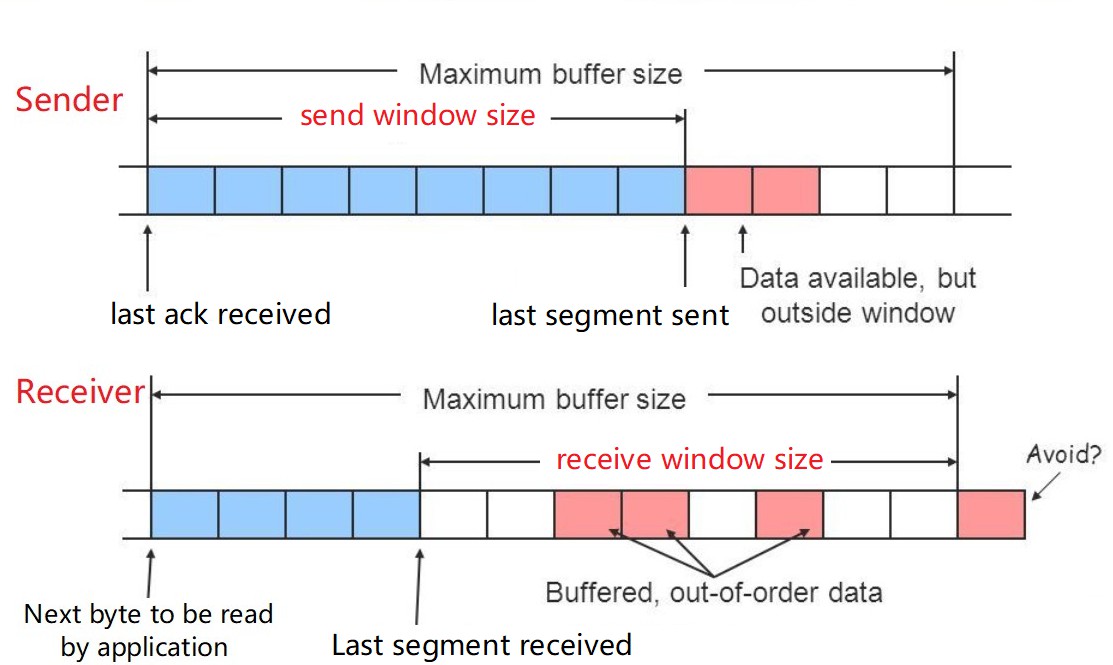 Maximum buffer size
Sender
send window size
Data available, but
last ack received
last segment sent
outside window
Receiver
Maximum buffer size
receive window size
Avoid?
Buffered, out-of-order data
Next byte to be read
by application
Last segment received